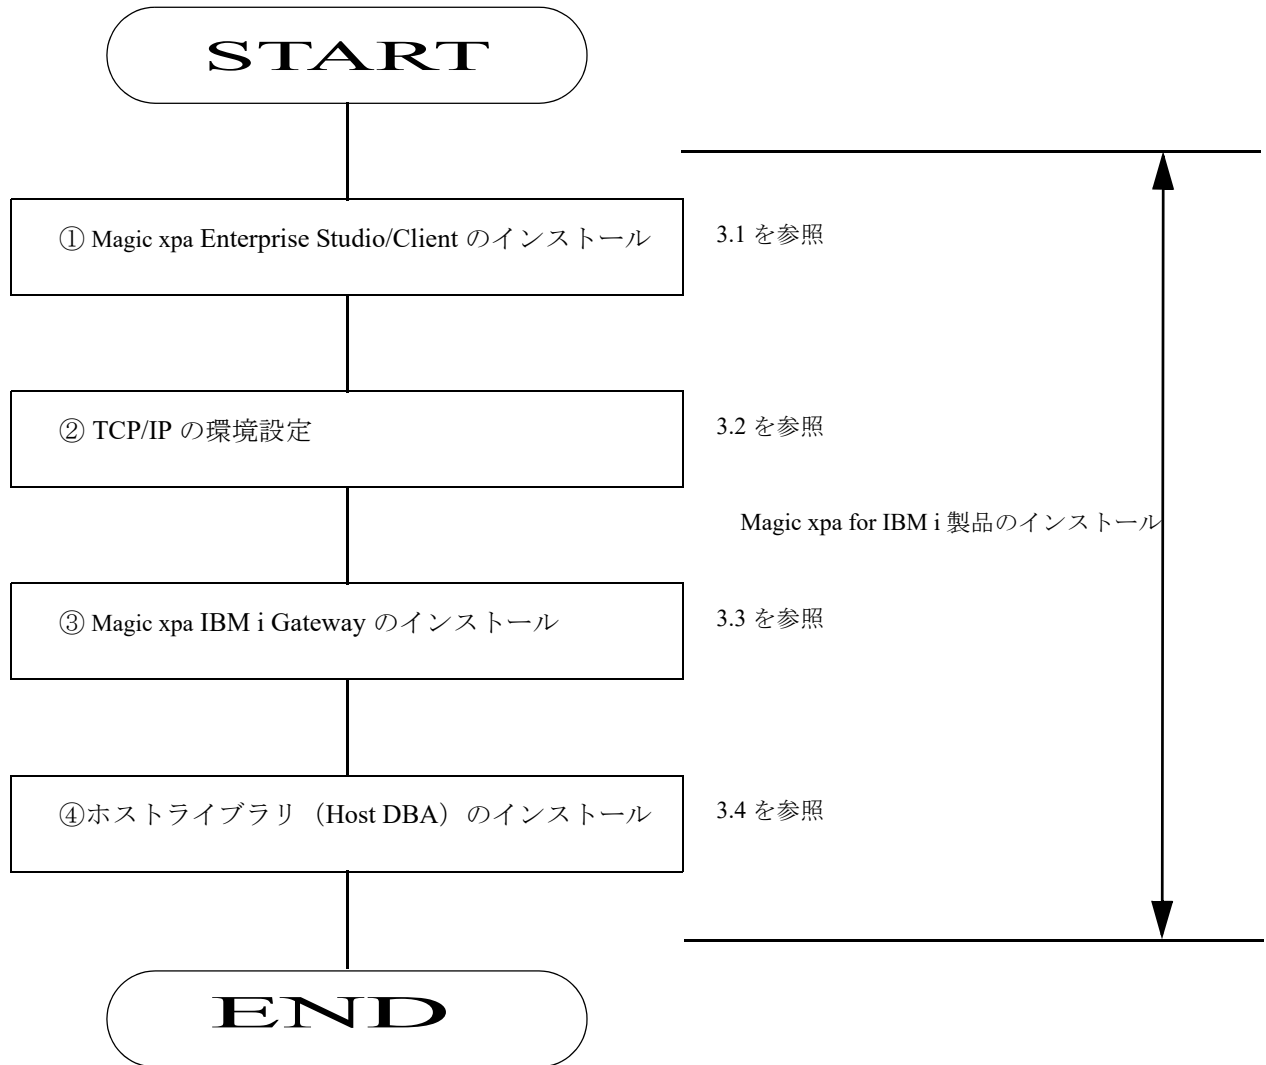 START
① Magic xpa Enterprise Studio/Client のインストール
3.1 を参照
② TCP/IP の環境設定
3.2 を参照
Magic xpa for IBM i 製品のインストール
③ Magic xpa IBM i Gateway のインストール
3.3 を参照
④ホストライブラリ（Host DBA）のインストール
3.4 を参照
END